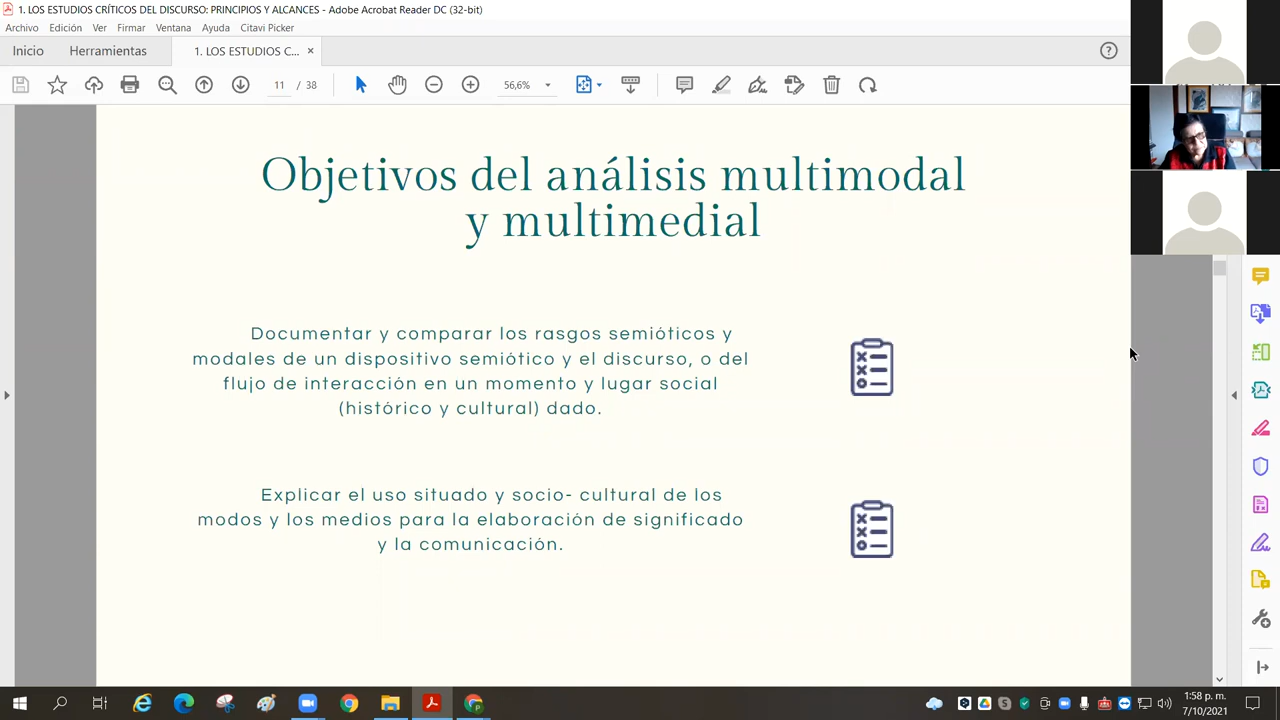 1. LOS ESTUDIOS CRÍTICOS DEL DISCURSO: PRINCIPIOS Y ALCANCES - Adobe Acrobat Reader DC (32-bit)
Archivo Edición Ver Firmar Ventana Ayuda Citavi Picker
Inicio Herramientas 1. LOS ESTUDIOS C... ×
11 / 38 56,6%
Objetivos del análisis multimodal
y multimedial
Documentar y comparar los rasgos semióticos y
modales de un dispositivo semiótico y el discurso, o del
flujo de interacción en un momento y lugar social
(histórico y cultural) dado.
Explicar el uso situado y socio- cultural de los
modos y los medios para la elaboración de significado
y la comunicación.
1:58 p. m.
7/10/2021